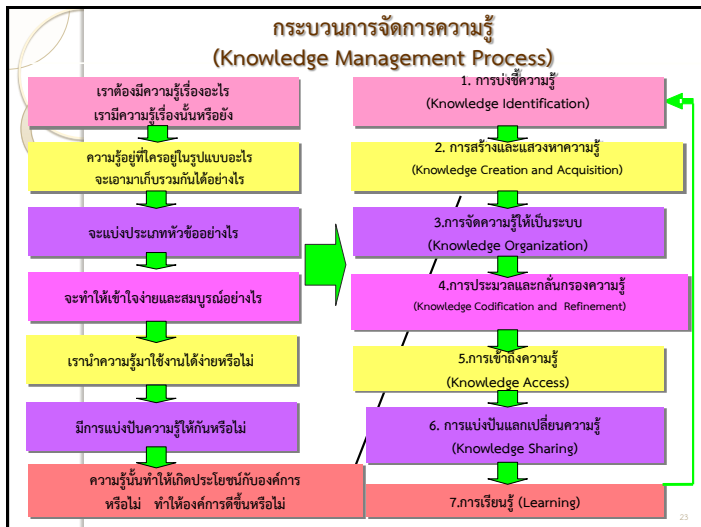 กระบวนการจัดการความรู้
(Knowledge Management Process)
เราต้องมีความรู้เรื่องอะไร
เรามีความรู้เรื่องนั้นหรือยัง
ความรู้อยู่ที่ใครอยู่ในรูปแบบอะไร
จะเอามาเก็บรวมกันได้อย่างไร
จะแบ่งประเภทหัวข้ออย่างไร
จะทำให้เข้าใจง่ายและสมบูรณ์อย่างไร
เรานำความรู้มาใช้งานได้ง่ายหรือไม่
มีการแบ่งปันความรู้ให้กันหรือไม่
ความรู้นั้นทำให้เกิดประโยชน์กับองค์การ
หรือไม่ ทำให้องค์การดีขึ้นหรือไม่
1. การบ่งชี้ความรู้
(Knowledge Identification)
2. การสร้างและแสวงหาความรู้
(Knowledge Creation and Acquisition)
3.การจัดความรู้ให้เป็นระบบ
(Knowledge Organization)
4.การประมวลและกลั่นกรองความรู้
(Knowledge Codification and Refinement)
5.การเข้าถึงความรู้
(Knowledge Access)
6. การแบ่งปันแลกเปลี่ยนความรู้
(Knowledge Sharing)
7.การเรียนรู้ (Learning)
23